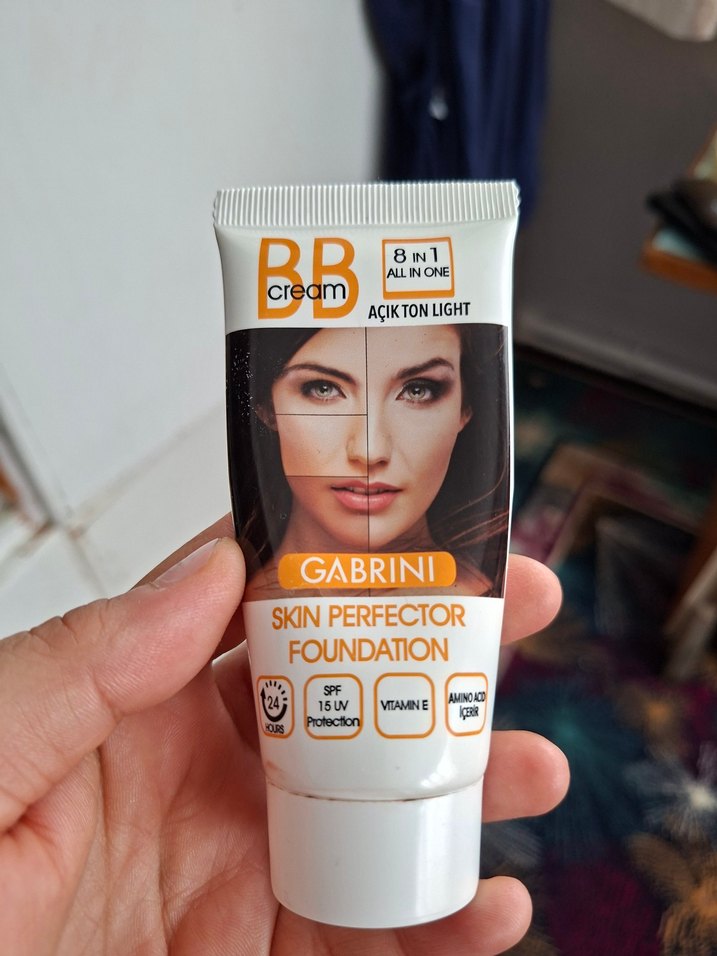 BB
cream
8 IN 1
ALL IN ONE
AÇIK TON LIGHT
GABRINI
SKIN PERFECTOR
FOUNDATION
24
HOURS
SPF
15 UV
Protection
VITAMIN E
AMINO ACID
İÇERİR